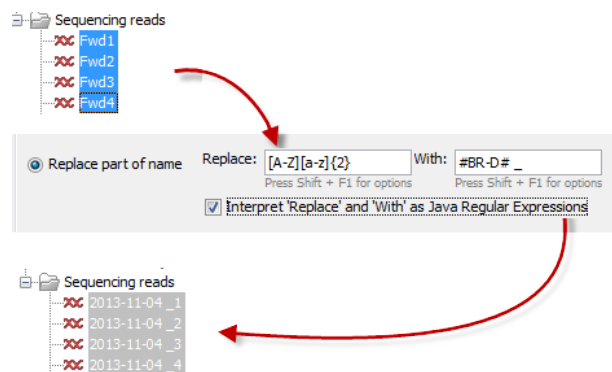 Sequencing reads
Fwd1
Fwd2
Fwd3
Fwd4
Replace part of name Replace: [A-Z][a-z]{2} With: #BR-D# _
Press Shift + F1 for options Press Shift + F1 for options
Interpret 'Replace' and 'With' as Java Regular Expressions
Sequencing reads
2013-11-04 _1
2013-11-04 _2
2013-11-04 _3
2013-11-04 _4